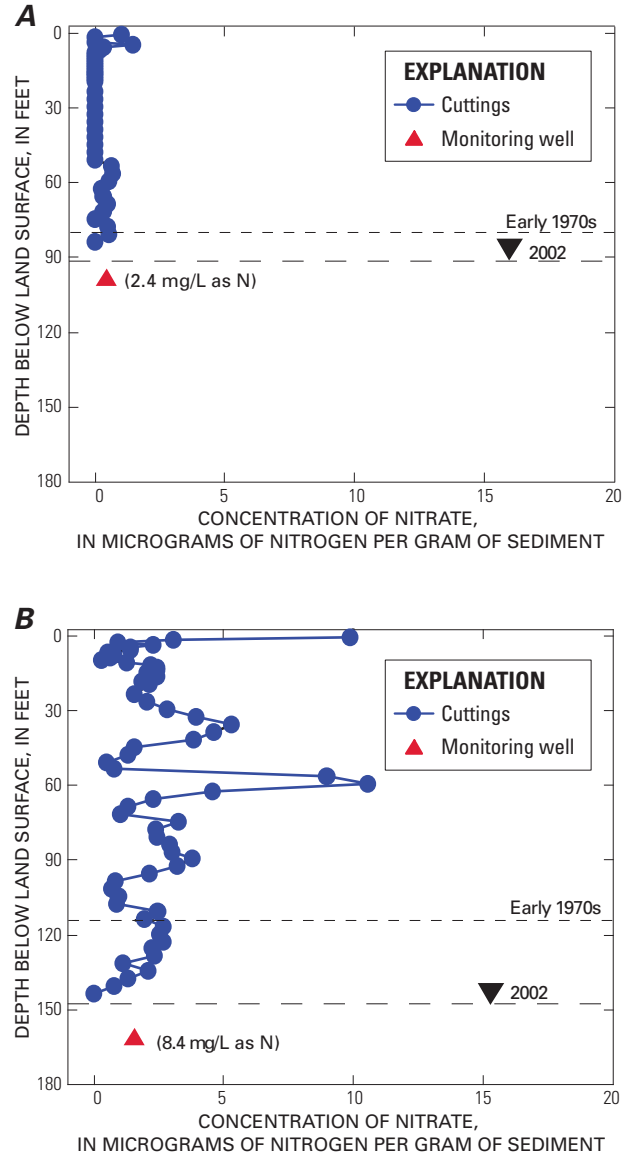 A
DEPTH BELOW LAND SURFACE, IN FEET
0
30
60
90
120
150
180
EXPLANATION
Cuttings
Monitoring well
Early 1970s
2002
(2.4 mg/L as N)
0
5
10
15
20
CONCENTRATION OF NITRATE,
IN MICROGRAMS OF NITROGEN PER GRAM OF SEDIMENT
B
DEPTH BELOW LAND SURFACE, IN FEET
0
30
60
90
120
150
180
EXPLANATION
Cuttings
Monitoring well
Early 1970s
2002
(8.4 mg/L as N)
0
5
10
15
20
CONCENTRATION OF NITRATE,
IN MICROGRAMS OF NITROGEN PER GRAM OF SEDIMENT